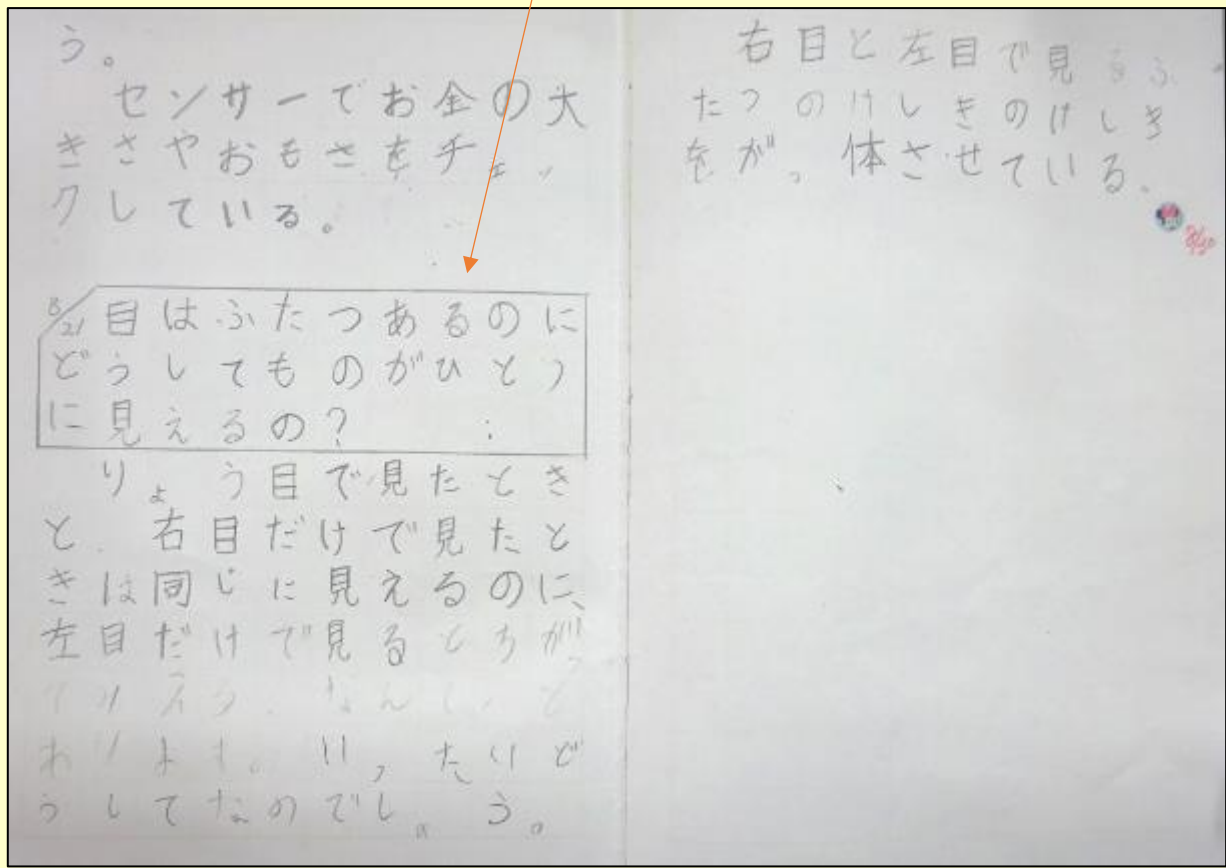 う。
センサーでお金の大
きさやおもさをチェッ
クしている。
8/21 目はふたつあるのに
どうしてものがひとつ
に見えるの?
りょう目で見たとき
と、右目だけで見たと
きは同じに見えるのに、
左目だけで見るとちがっ
て
いったいど
うしてなのでしょう。
右目と左目で見るふ
たつのけしきのけしき
をがっ体させている。